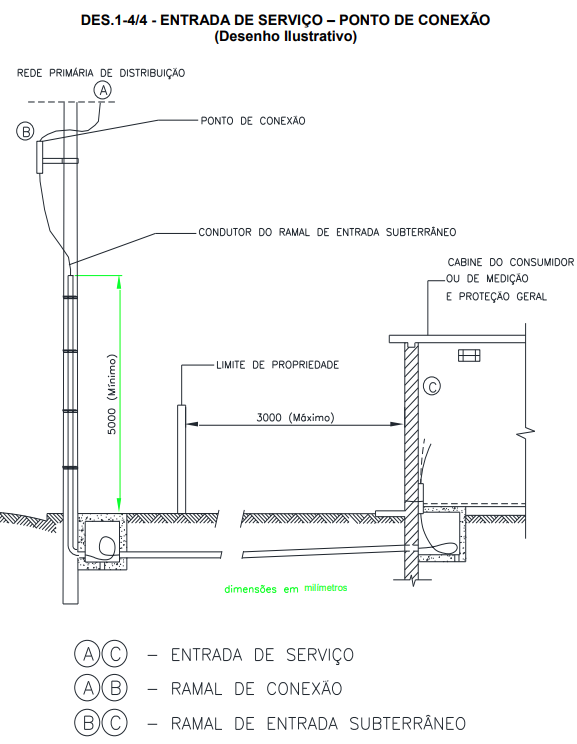 DES.1-4/4 - ENTRADA DE SERVIÇO – PONTO DE CONEXÃO
(Desenho Ilustrativo)
REDE PRIMÁRIA DE DISTRIBUIÇÃO
A
B
PONTO DE CONEXÃO
CONDUTOR DO RAMAL DE ENTRADA SUBTERRÂNEO
CABINE DO CONSUMIDOR
OU DE MEDIÇÃO
E PROTEÇÃO GERAL
LIMITE DE PROPRIEDADE
C
5000 (Mínimo)
3000 (Máximo)
dimensões em milímetros
A C - ENTRADA DE SERVIÇO
A B - RAMAL DE CONEXÃO
B C - RAMAL DE ENTRADA SUBTERRÂNEO